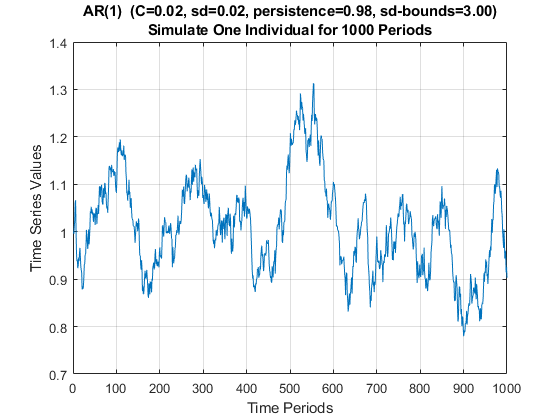 AR(1) (C=0.02, sd=0.02, persistence=0.98, sd-bounds=3.00)
Simulate One Individual for 1000 Periods
1.4
1.3
1.2
1.1
1
0.9
0.8
0.7
Time Series Values
0 100 200 300 400 500 600 700 800 900 1000
Time Periods